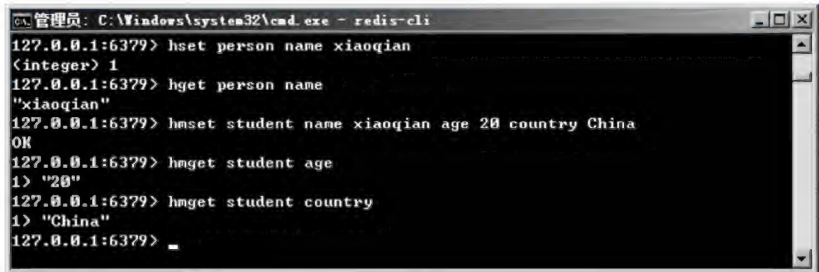 管理员: C:\Windows\system32\cmd.exe - redis-cli
127.0.0.1:6379> hset person name xiaoqian
(integer) 1
127.0.0.1:6379> hget person name
"xiaoqian"
127.0.0.1:6379> hmset student name xiaoqian age 20 country China
OK
127.0.0.1:6379> hmget student age
1) "20"
127.0.0.1:6379> hmget student country
1) "China"
127.0.0.1:6379>